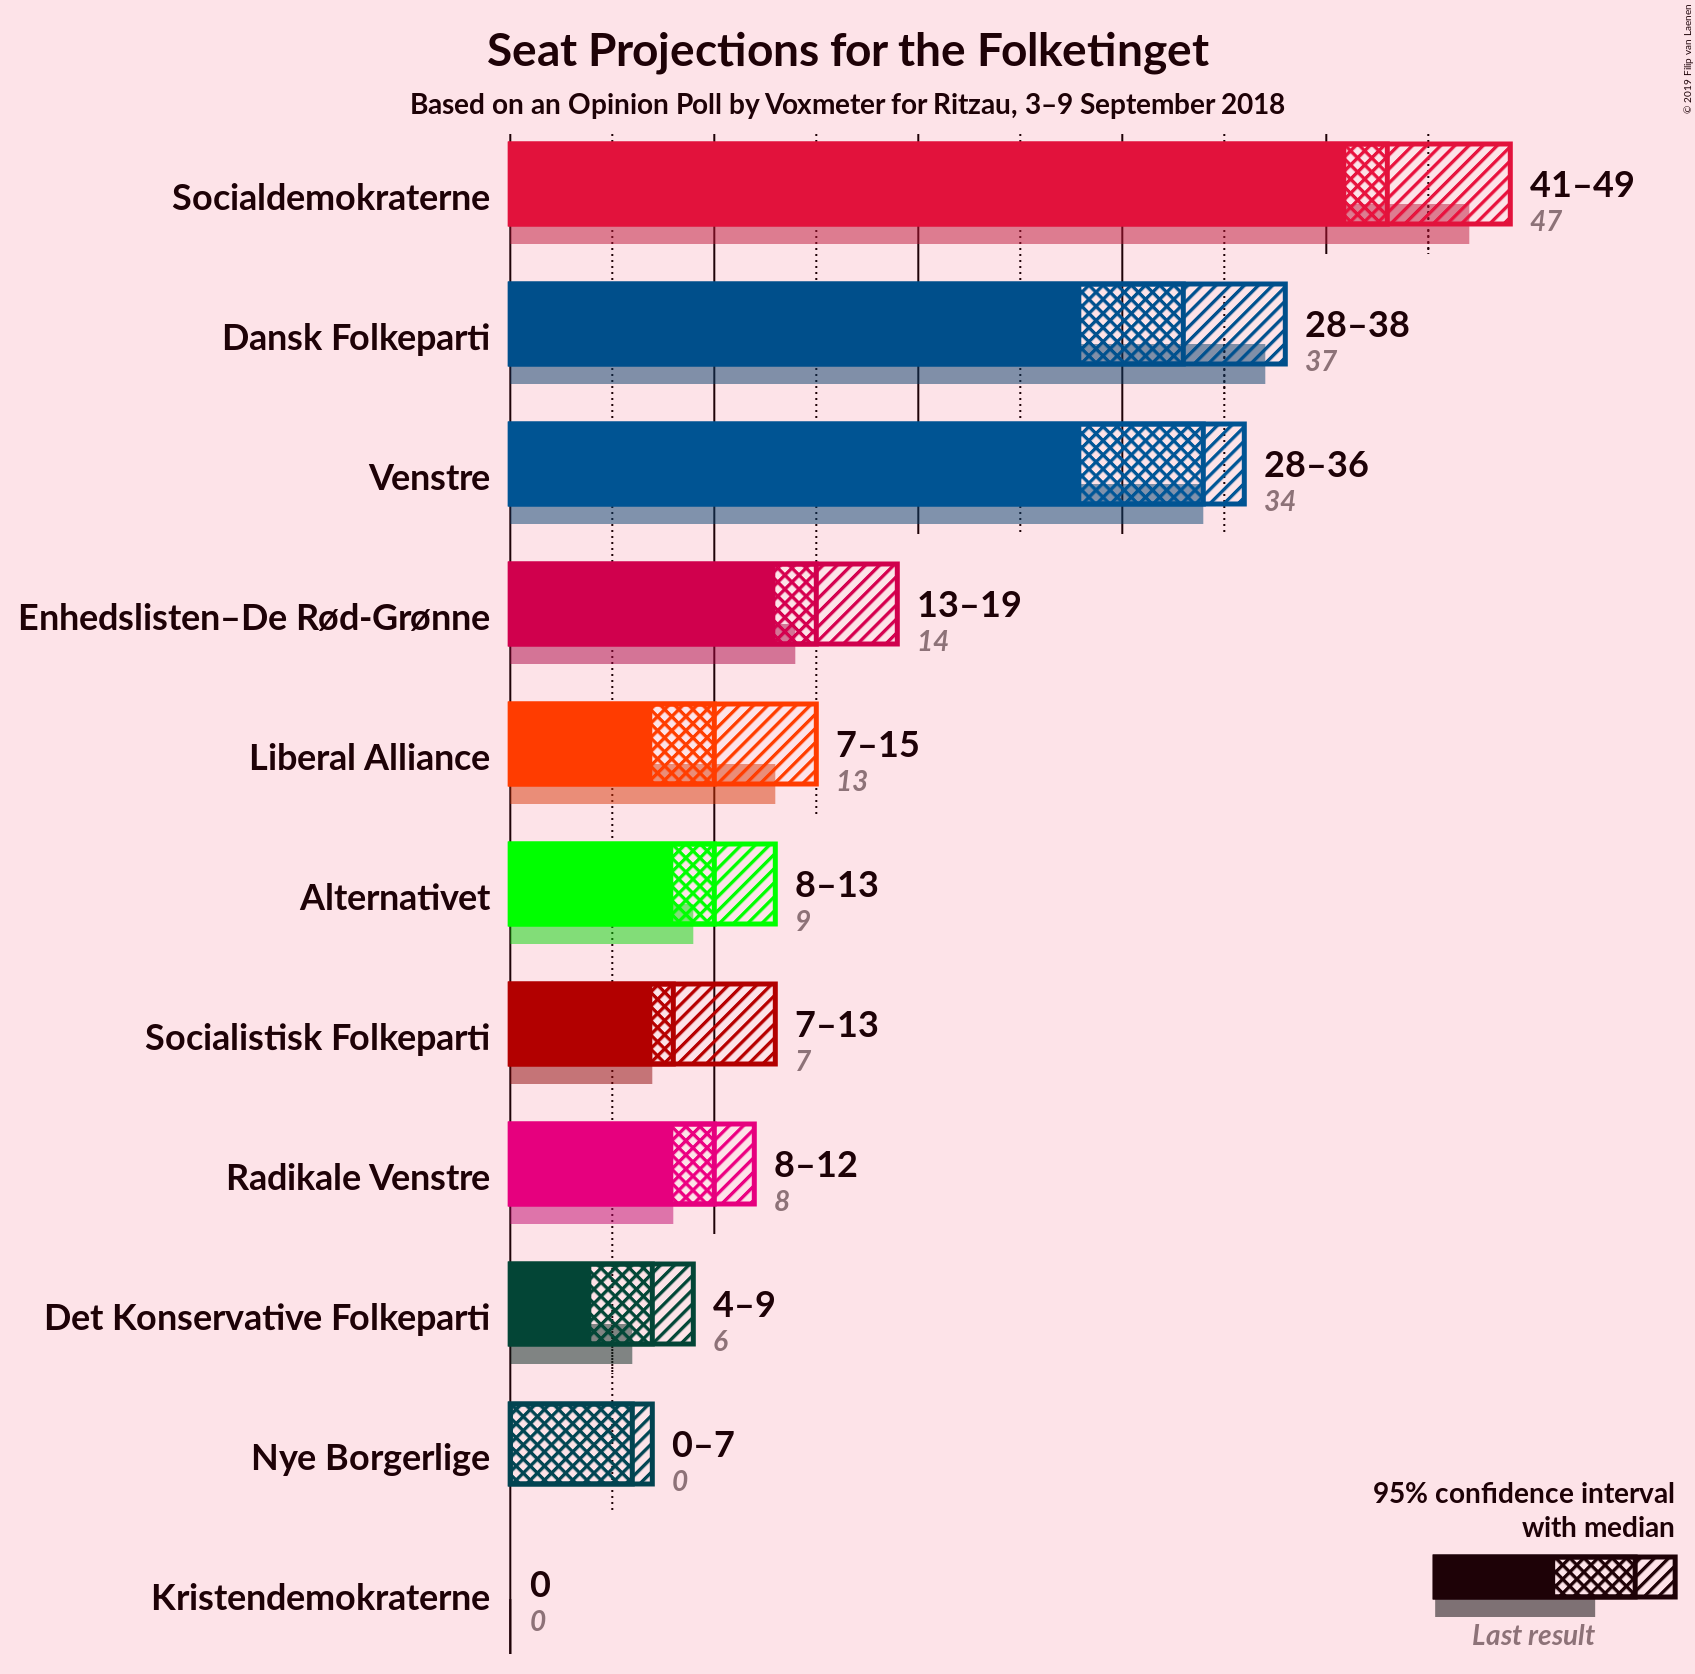 Seat Projections for the Folketinget
Based on an Opinion Poll by Voxmeter for Ritzau, 3–9 September 2018
© 2019 Filip van Laenen
Socialdemokraterne
41–49
47
Dansk Folkeparti
28–38
37
Venstre
28–36
34
Enhedslisten–De Rød-Grønne
13–19
14
Liberal Alliance
7–15
13
Alternativet
8–13
9
Socialistisk Folkeparti
7–13
7
Radikale Venstre
8–12
8
Det Konservative Folkeparti
4–9
6
Nye Borgerlige
0–7
0
Kristendemokraterne
0
0
95% confidence interval
with median
Last result